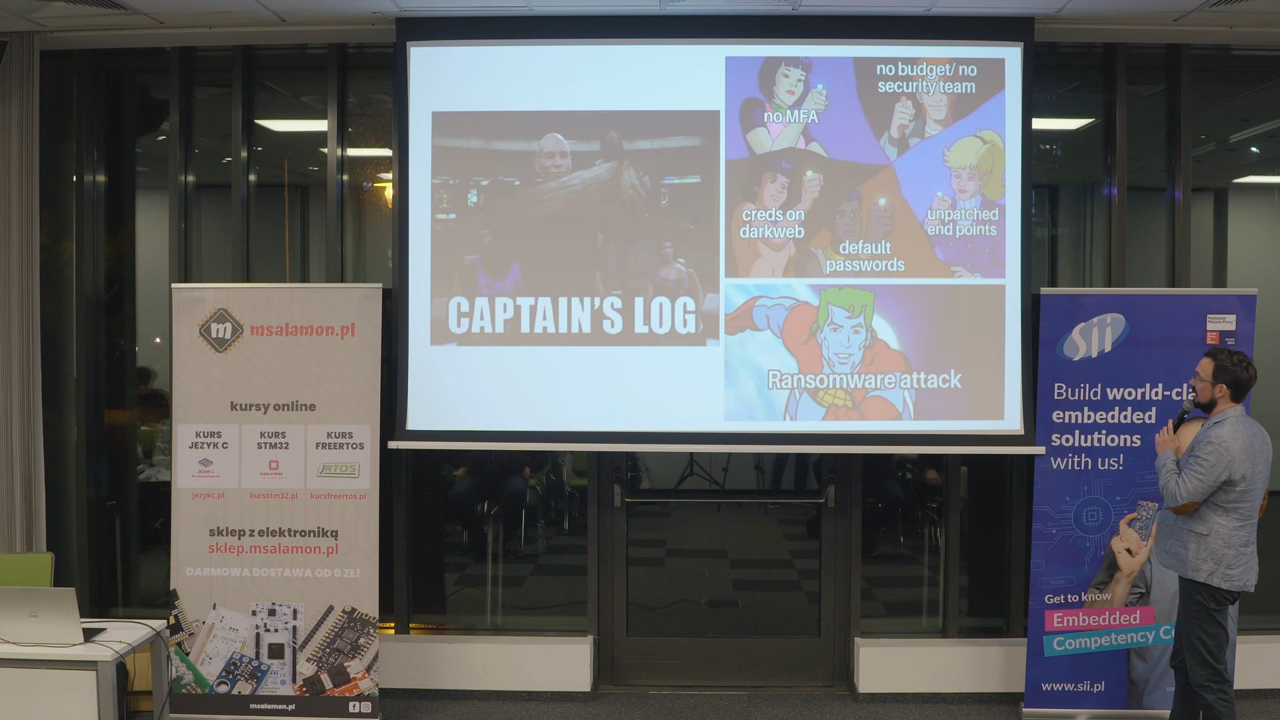 CAPTAIN'S LOG
no MFA
no budget/ no
security team
creds on
darkweb
default
passwords
unpatched
end points
Ransomware attack
m
msalamon.pl
kursy online
KURS
JEZYK C
KURS
STM32
KURS
FREERTOS
RTOS
jezykc.pl
kursstm32.pl
kursfreertos.pl
sklep z elektroniką
sklep.msalamon.pl
DARMOWA DOSTAWA OD 0 ZŁ!
msalamon.pl
sii
Build world-cla
embedded
solutions
with us!
Get to know
Embedded
Competency C
www.sii.pl